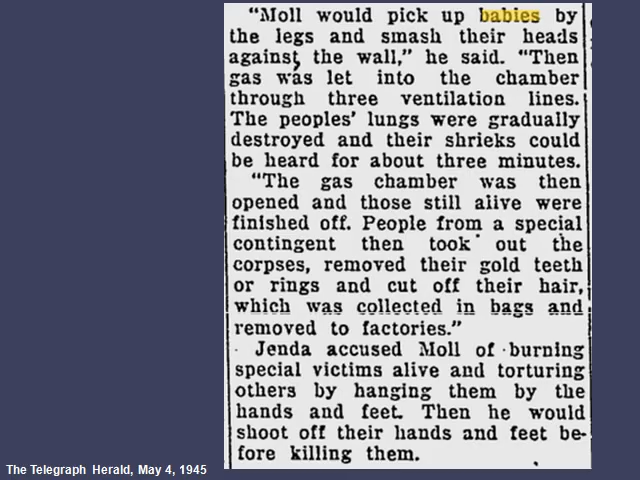 "Moll would pick up babies by
the legs and smash their heads
against the wall," he said. "Then
gas was let into the chamber
through three ventilation lines.
The peoples' lungs were gradually
destroyed and their shrieks could
be heard for about three minutes.
"The gas chamber was then
opened and those still alive were
finished off. People from a special
contingent then took out the
corpses, removed their gold teeth
or rings and cut off their hair,
which was collected in bags and
removed to factories."
Jenda accused Moll of burning
special victims alive and torturing
others by hanging them by the
hands and feet. Then he would
shoot off their hands and feet be-
fore killing them.
The Telegraph Herald, May 4, 1945